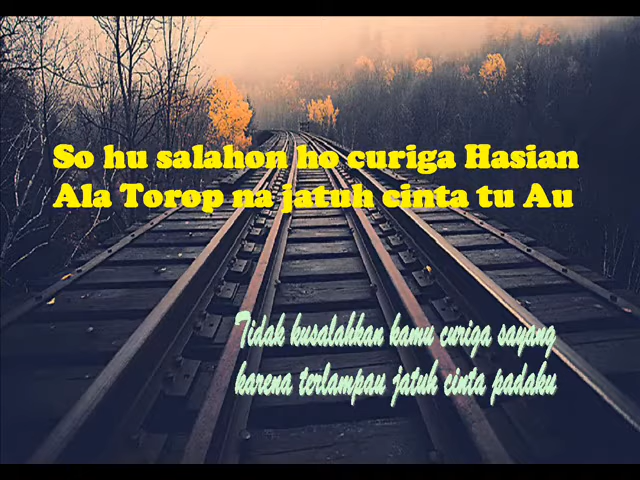 So hu salahon ho curiga Hasian
Ala Torop na jatuh cinta tu Au
Tidak kusalahkan kamu curiga sayang
karena terlampau jatuh cinta padaku